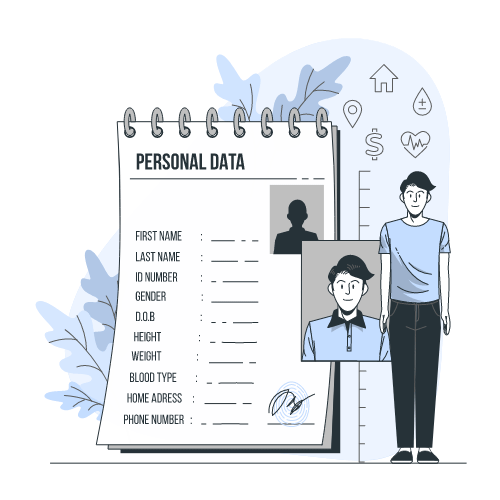 PERSONAL DATA
FIRST NAME :
LAST NAME :
ID NUMBER :
GENDER :
D.O.B :
HEIGHT :
WEIGHT :
BLOOD TYPE :
HOME ADRESS :
PHONE NUMBER :